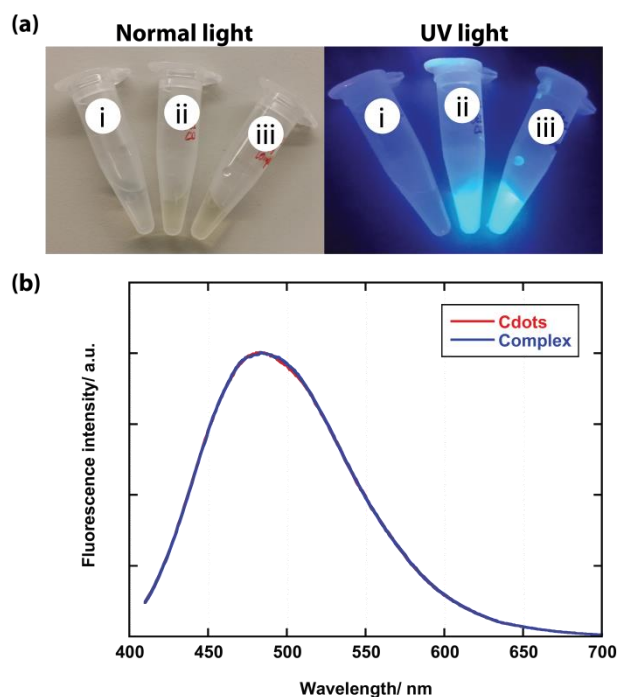 (a)
Normal light
UV light
i
ii
iii
i
ii
iii
(b)
Cdots
Complex
Fluorescence intensity/ a.u.
400
450
500
550
600
650
700
Wavelength/ nm